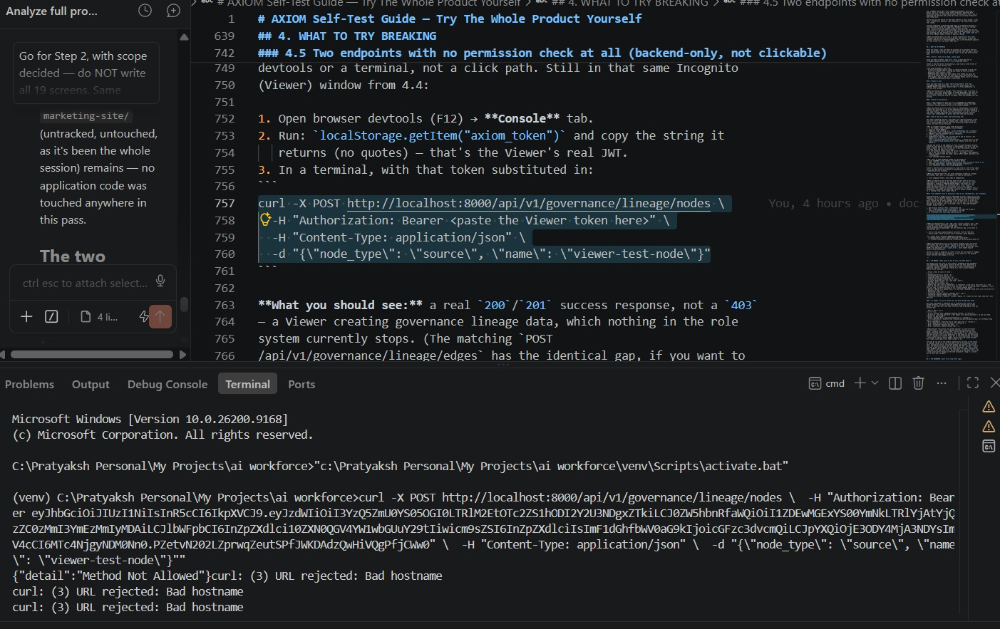 Analyze full pro...
Go for Step 2, with scope
decided — do NOT write
all 19 screens. Same
marketing-site/
(untracked, untouched,
as it's been the whole
session) remains — no
application code was
touched anywhere in
this pass.
The two
ctrl esc to attach select...
4 li...
# AXIOM Self-Test Guide — Try The Whole Product Yourself > abc ## 4. WHAT TO TRY BREAKING > abc ### 4.5 Two endpoints with no permission check at
1 # AXIOM Self-Test Guide — Try The Whole Product Yourself
639 ## 4. WHAT TO TRY BREAKING
742 ### 4.5 Two endpoints with no permission check at all (backend-only, not clickable)
749 devtools or a terminal, not a click path. Still in that same Incognito
750 (Viewer) window from 4.4:
751
752 1. Open browser devtools (F12) → **Console** tab.
753 2. Run: `localStorage.getItem("axiom_token")` and copy the string it
754 returns (no quotes) — that's the Viewer's real JWT.
755 3. In a terminal, with that token substituted in:
756 ```
757 curl -X POST http://localhost:8000/api/v1/governance/lineage/nodes \ You, 4 hours ago • doc
758 -H "Authorization: Bearer <paste the Viewer token here>" \
759 -H "Content-Type: application/json" \
760 -d "{\"node_type\": \"source\", \"name\": \"viewer-test-node\"}"
761 ```
762
763 **What you should see:** a real `200`/`201` success response, not a `403`
764 — a Viewer creating governance lineage data, which nothing in the role
765 system currently stops. (The matching `POST
766 /api/v1/governance/lineage/edges` has the identical gap, if you want to
Problems Output Debug Console Terminal Ports
cmd
Microsoft Windows [Version 10.0.26200.9168]
(c) Microsoft Corporation. All rights reserved.
C:\Pratyaksh Personal\My Projects\ai workforce>"c:\Pratyaksh Personal\My Projects\ai workforce\venv\Scripts\activate.bat"
(venv) C:\Pratyaksh Personal\My Projects\ai workforce>curl -X POST http://localhost:8000/api/v1/governance/lineage/nodes \  -H "Authorization: Bear
er
\  -H "Content-Type: application/json" \  -d "{\"node_type\": \"source\", \"name
\": \"viewer-test-node\"}""
{"detail":"Method Not Allowed"}curl: (3) URL rejected: Bad hostname
curl: (3) URL rejected: Bad hostname
curl: (3) URL rejected: Bad hostname